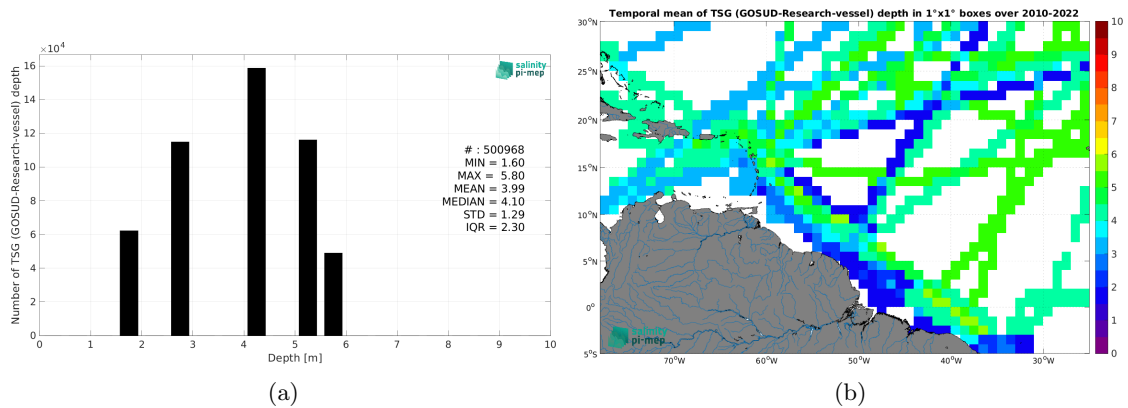 ×10⁴
16
14
12
10
8
6
4
2
0
Number of TSG (GOSUD-Research-vessel) depth
0 1 2 3 4 5 6 7 8 9 10
Depth [m]
salinity
pi-mep
# : 500968
MIN = 1.60
MAX = 5.80
MEAN = 3.99
MEDIAN = 4.10
STD = 1.29
IQR = 2.30
(a)
Temporal mean of TSG (GOSUD-Research-vessel) depth in 1°x1° boxes over 2010-2022
30°N
25°N
20°N
15°N
10°N
5°N
0°
5°S
70°W 60°W 50°W 40°W 30°W
salinity
pi-mep
10
9
8
7
6
5
4
3
2
1
0
(b)